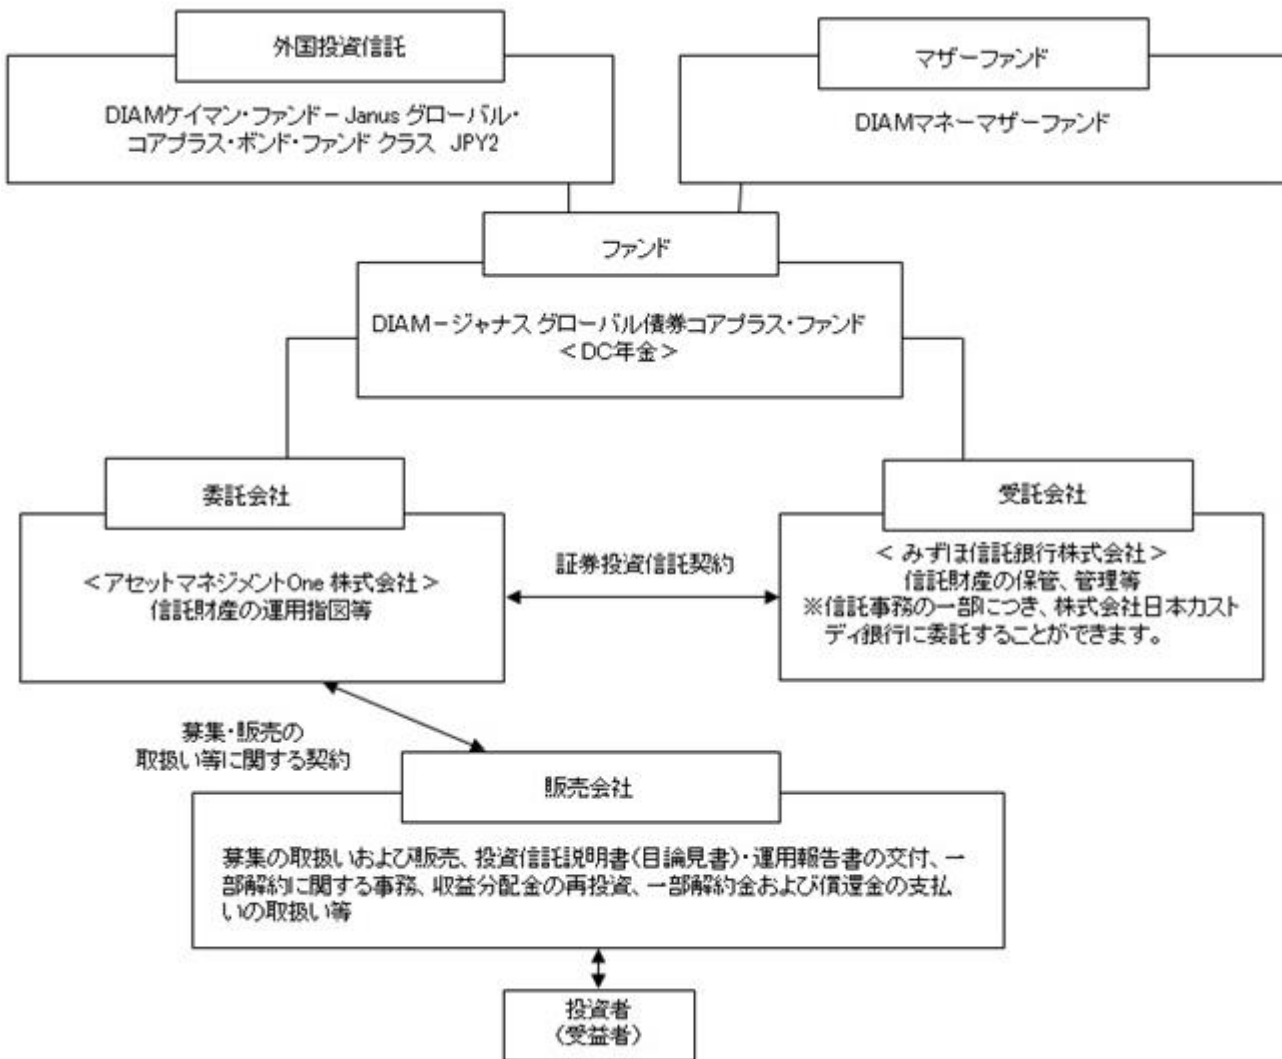 外国投資信託
DIAMケイマン・ファンド－Janus グローバル・
コアプラス・ボンド・ファンド クラス JPY2
マザーファンド
DIAMマネーマザーファンド
ファンド
DIAM－ジャナス グローバル債券コアプラス・ファンド
＜DC年金＞
委託会社
＜アセットマネジメントOne 株式会社＞
信託財産の運用指図等
証券投資信託契約
受託会社
＜みずほ信託銀行株式会社＞
信託財産の保管、管理等
※信託事務の一部につき、株式会社日本カスト
ディ銀行に委託することができます。
募集・販売の
取扱い等に関する契約
販売会社
募集の取扱いおよび販売、投資信託説明書（目論見書）・運用報告書の交付、一
部解約に関する事務、収益分配金の再投資、一部解約金および償還金の支払
いの取扱い等
投資者
（受益者）